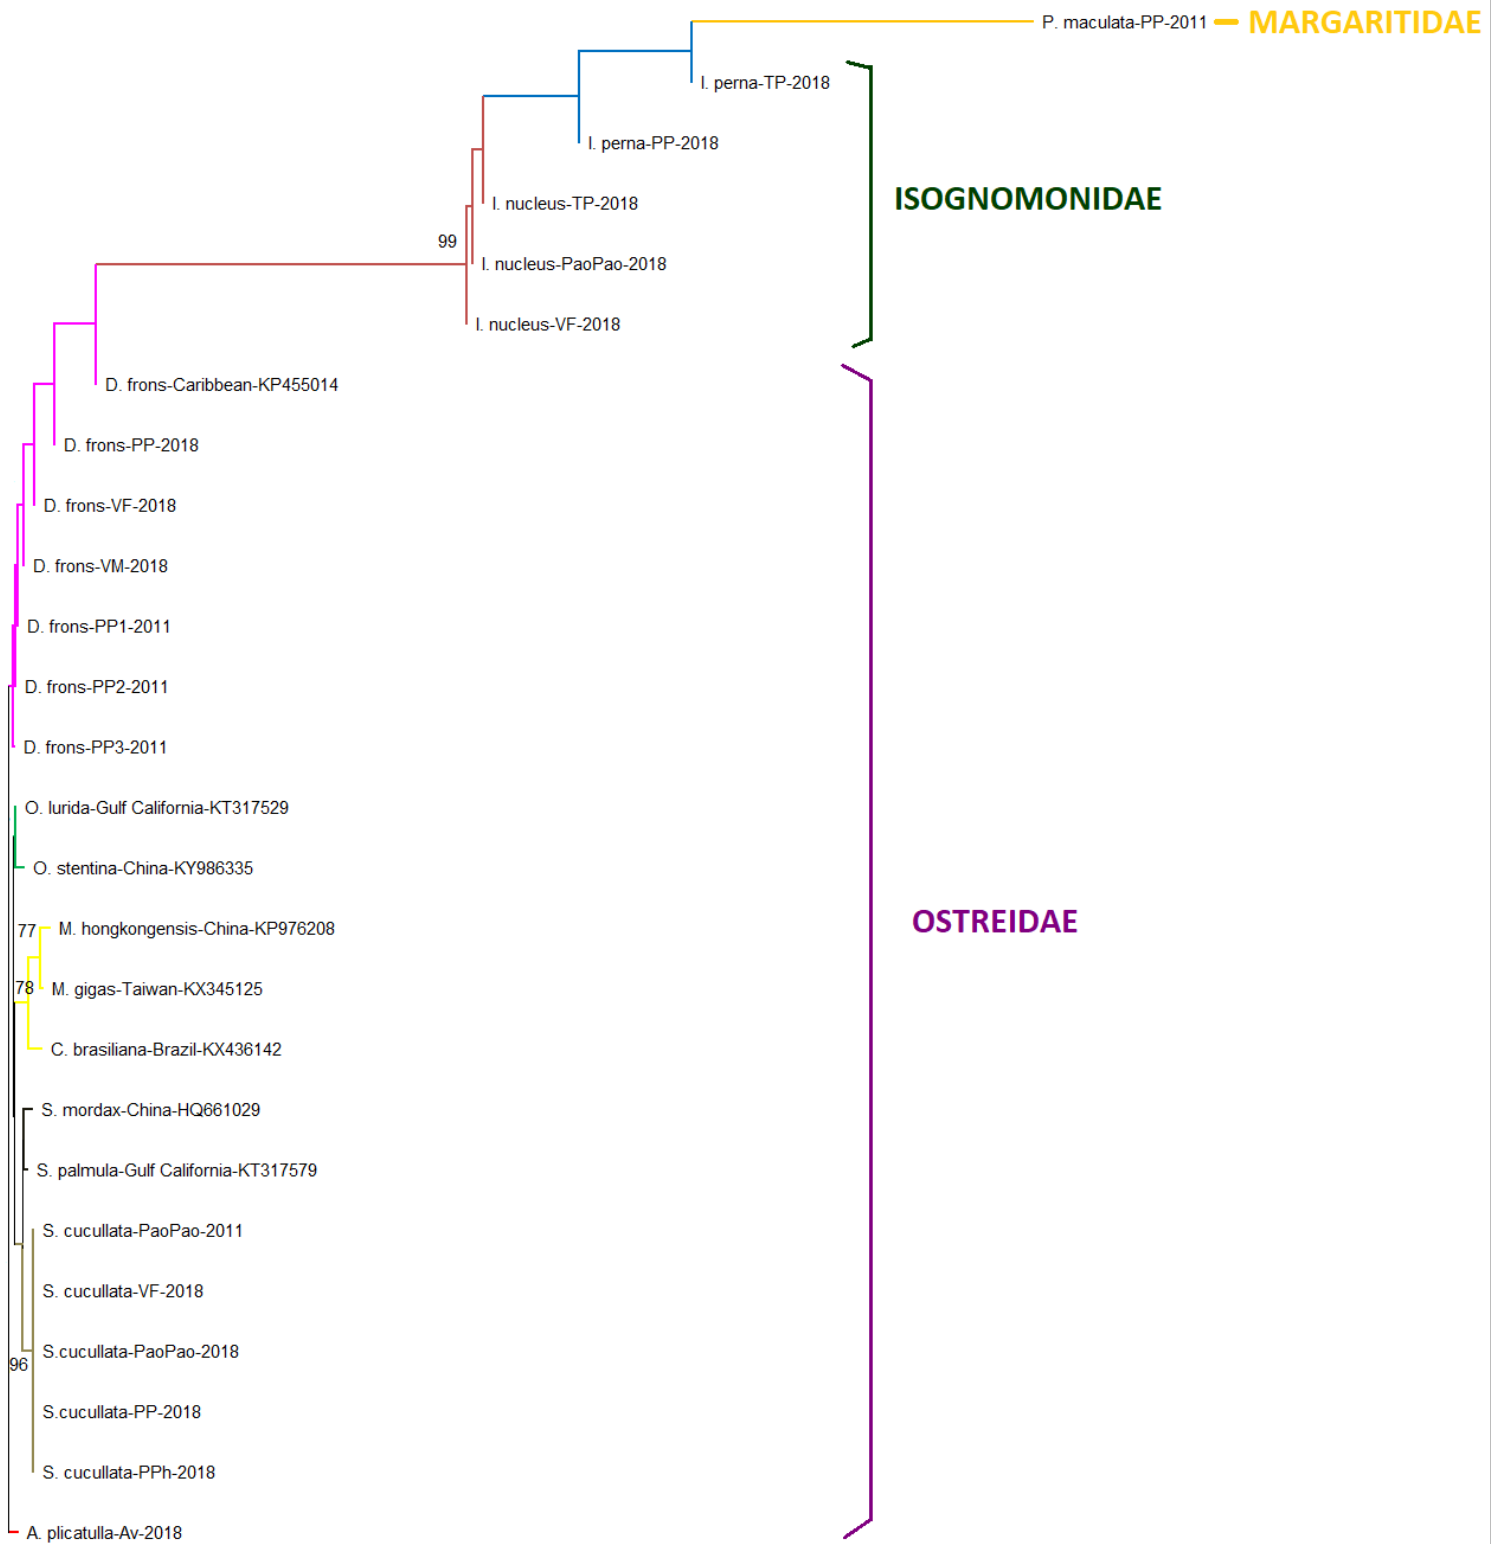 P. maculata-PP-2011 MARGARITIDAE
I. perna-TP-2018
I. perna-PP-2018
ISOGNOMONIDAE
I. nucleus-TP-2018
99
I. nucleus-PaoPao-2018
I. nucleus-VF-2018
D. frons-Caribbean-KP455014
D. frons-PP-2018
D. frons-VF-2018
D. frons-VM-2018
D. frons-PP1-2011
D. frons-PP2-2011
D. frons-PP3-2011
O. lurida-Gulf California-KT317529
O. stentina-China-KY986335
OSTREIDAE
77 M. hongkongensis-China-KP976208
78 M. gigas-Taiwan-KX345125
C. brasiliana-Brazil-KX436142
S. mordax-China-HQ661029
S. palmula-Gulf California-KT317579
S. cucullata-PaoPao-2011
S. cucullata-VF-2018
S.cucullata-PaoPao-2018
96
S.cucullata-PP-2018
S. cucullata-PPh-2018
A. plicatulla-Av-2018